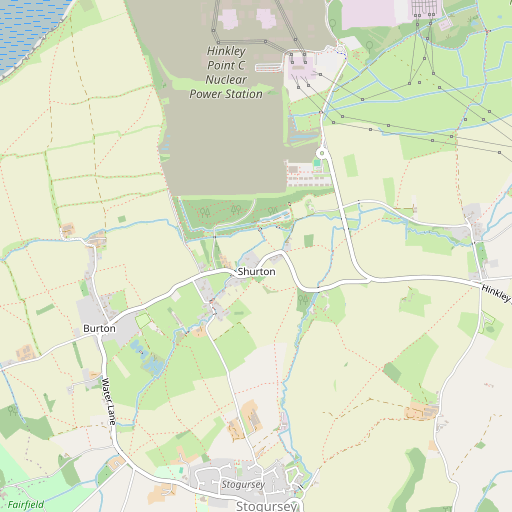 Hinkley
Point C
Nuclear
Power Station
Shurton
Hinkley
Burton
Water Lane
Stogursey
Stogursey
Fairfield